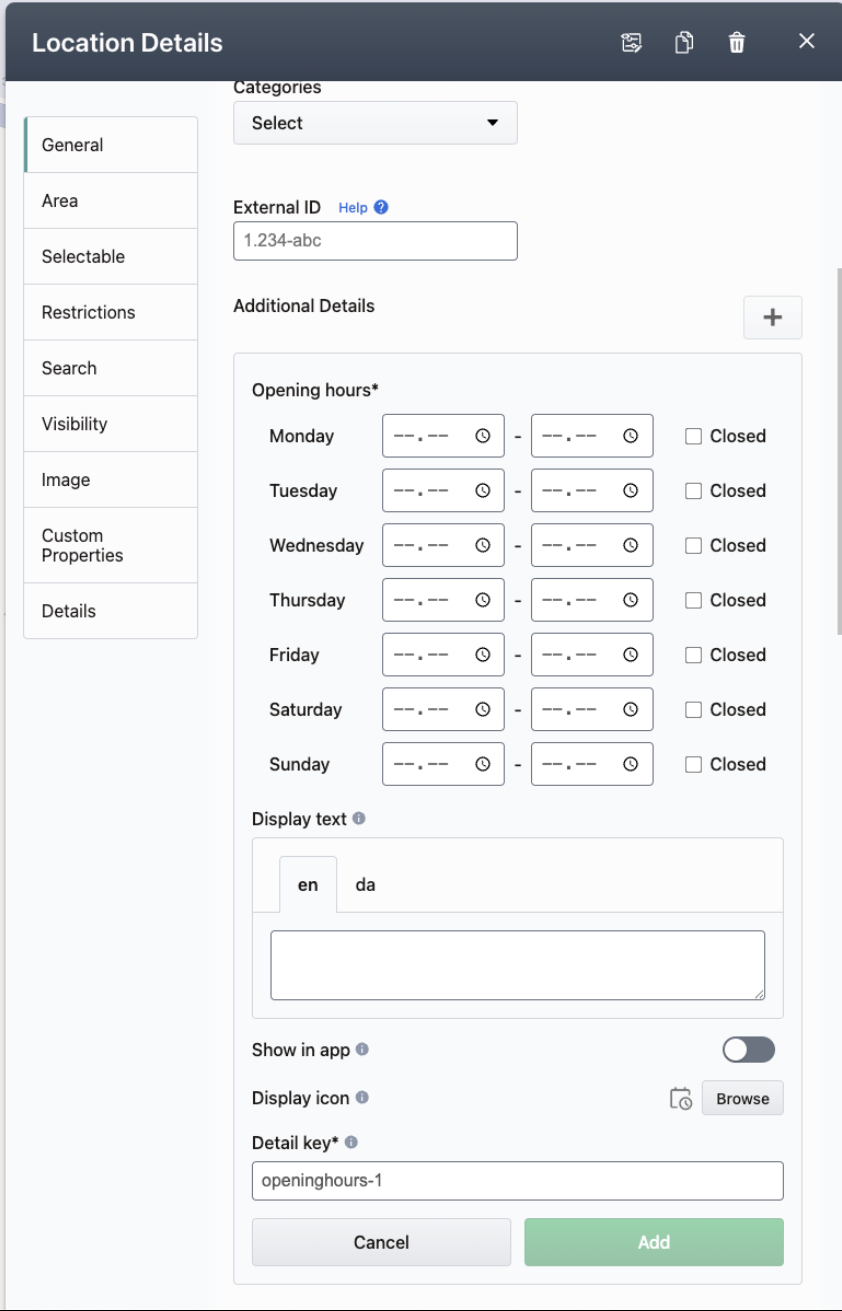 Location Details
Categories
Select
General
Area
Selectable
Restrictions
Search
Visibility
Image
Custom
Properties
Details
External ID Help ?
1.234-abc
Additional Details
+
Opening hours*
Monday --.-- - --.-- Closed
Tuesday --.-- - --.-- Closed
Wednesday --.-- - --.-- Closed
Thursday --.-- - --.-- Closed
Friday --.-- - --.-- Closed
Saturday --.-- - --.-- Closed
Sunday --.-- - --.-- Closed
Display text
en da
Show in app
Display icon Browse
Detail key*
openinghours-1
Cancel Add